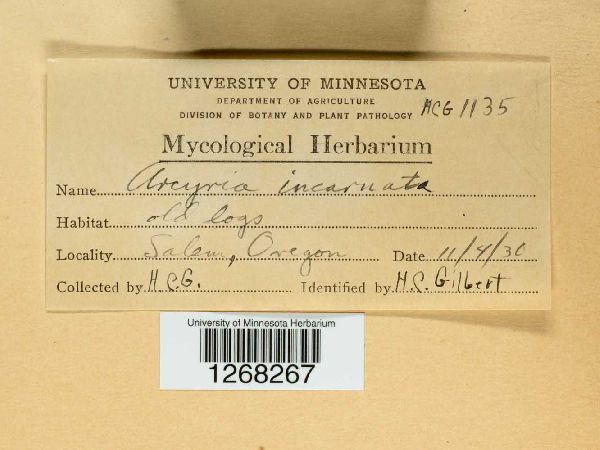 UNIVERSITY OF MINNESOTA
DEPARTMENT OF AGRICULTURE
DIVISION OF BOTANY AND PLANT PATHOLOGY HCG 1135
Mycological Herbarium
Name Arcyria incarnata
Habitat old logs
Locality Salem, Oregon Date 11/4/30
Collected by H.C.G. Identified by H.C. Gilbert
University of Minnesota Herbarium
1268267